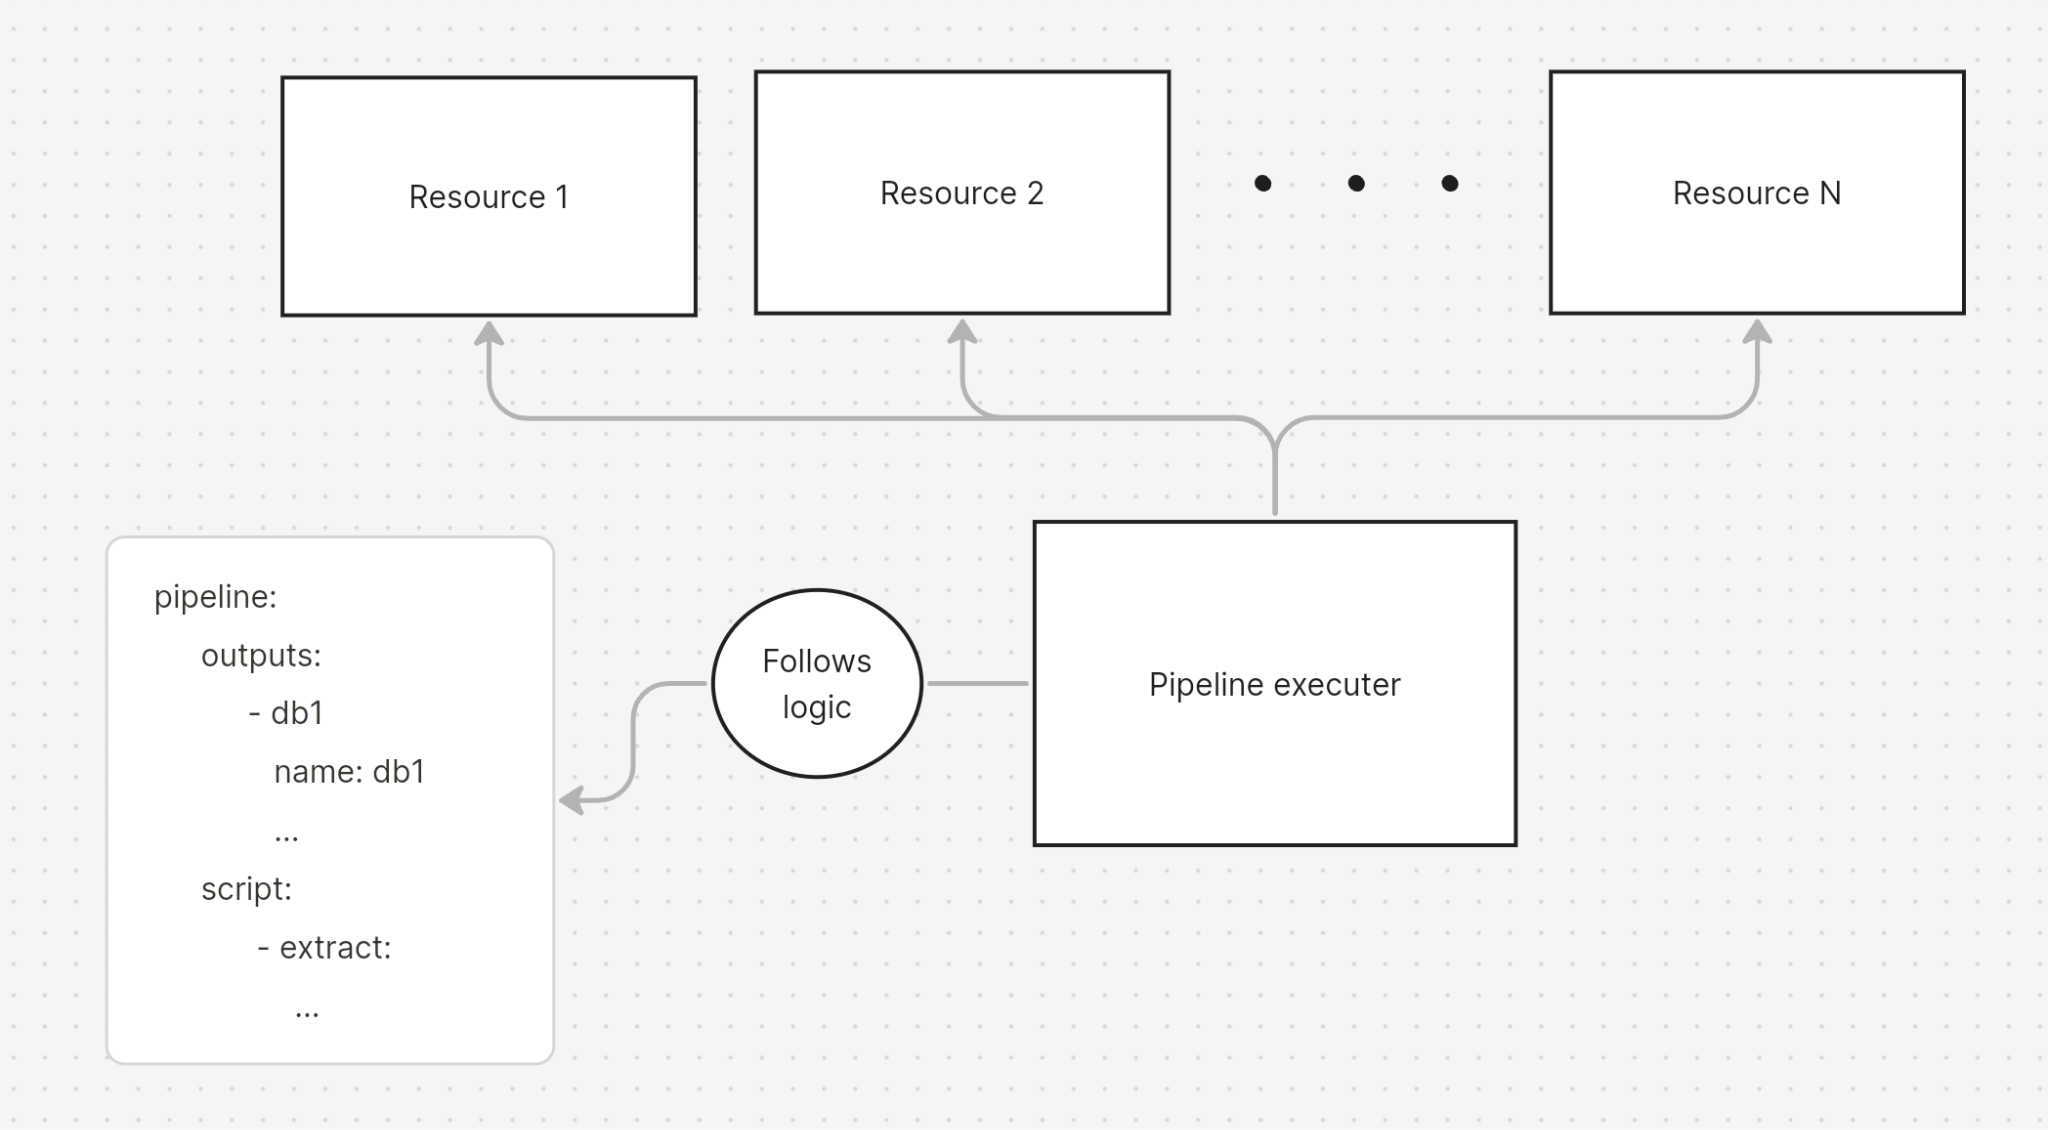 Resource 1
Resource 2
Resource N
pipeline:
outputs:
- db1
name: db1
...
script:
- extract:
...
Follows
logic
Pipeline executer